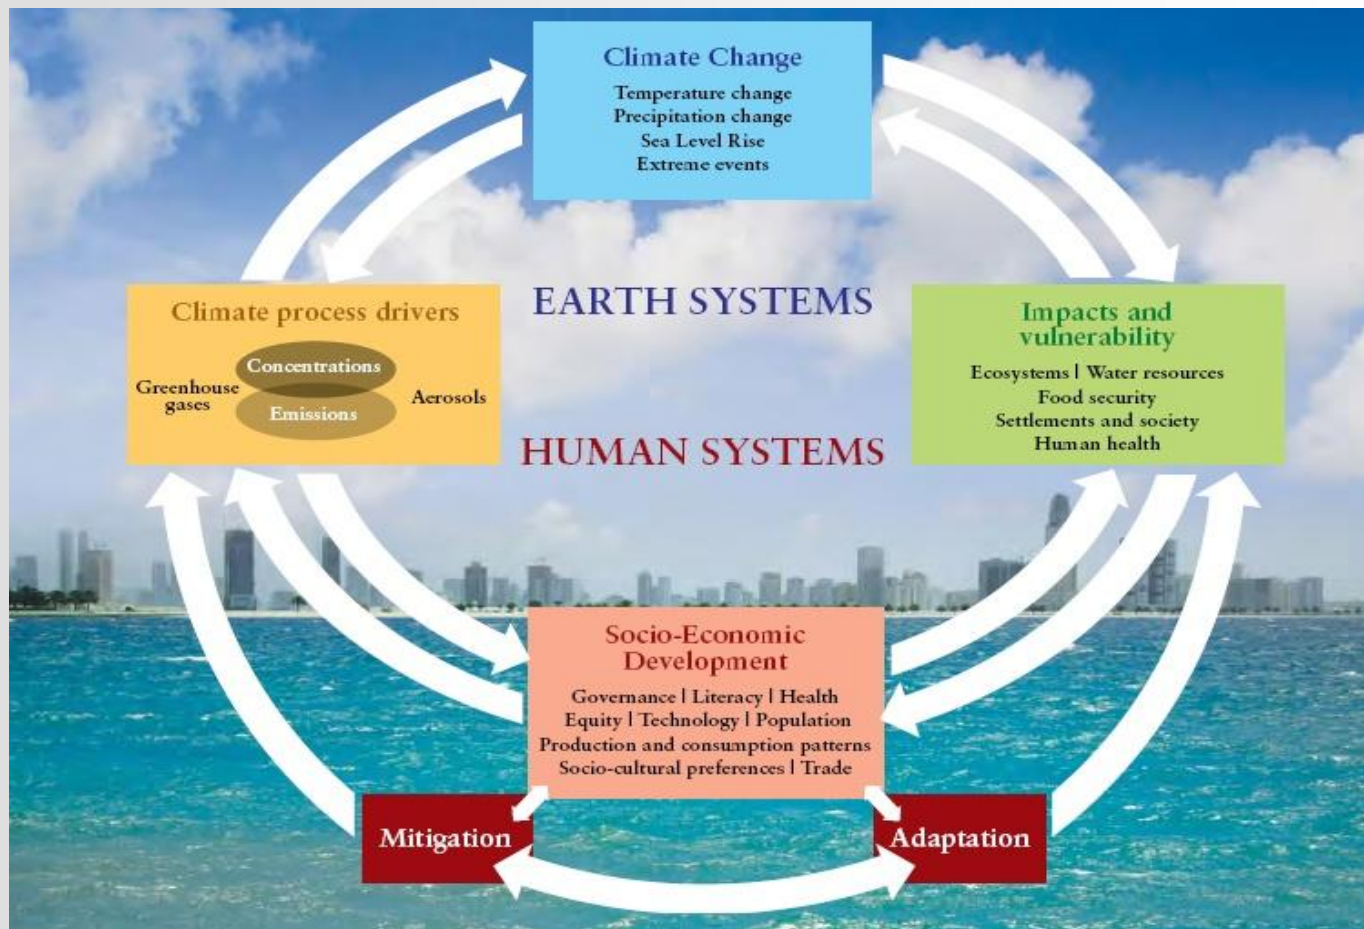 Climate Change
Temperature change
Precipitation change
Sea Level Rise
Extreme events
EARTH SYSTEMS
Climate process drivers
Concentrations
Greenhouse
gases
Emissions
Aerosols
Impacts and
vulnerability
Ecosystems | Water resources
Food security
Settlements and society
Human health
HUMAN SYSTEMS
Socio-Economic
Development
Governance | Literacy | Health
Equity | Technology | Population
Production and consumption patterns
Socio-cultural preferences | Trade
Mitigation
Adaptation